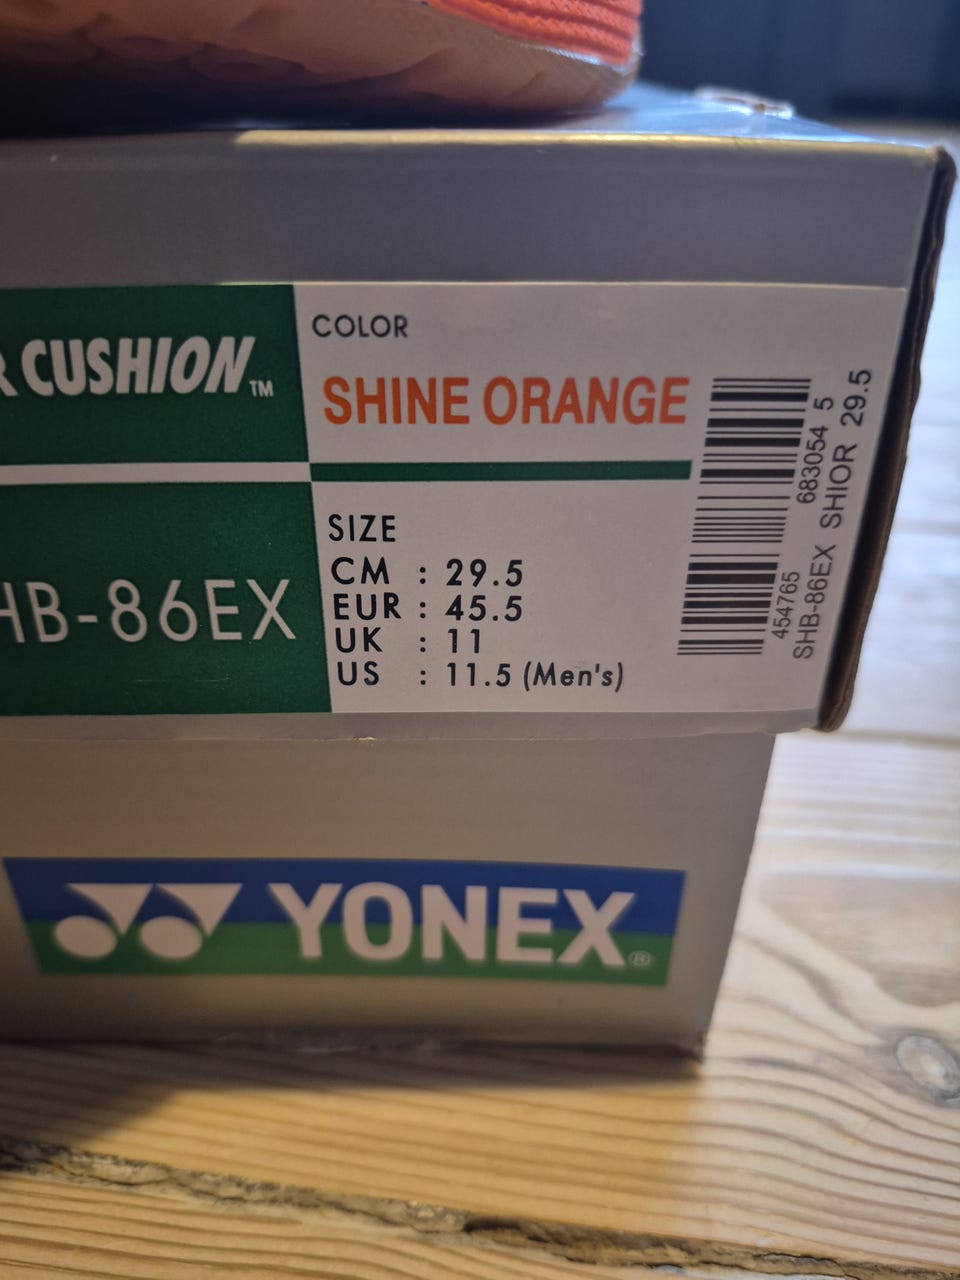 CUSHION™
HB-86EX
COLOR
SHINE ORANGE
SIZE
CM : 29.5
EUR : 45.5
UK : 11
US : 11.5 (Men's)
454765 683054 5
SHB-86EX SHIOR 29.5
YONEX®